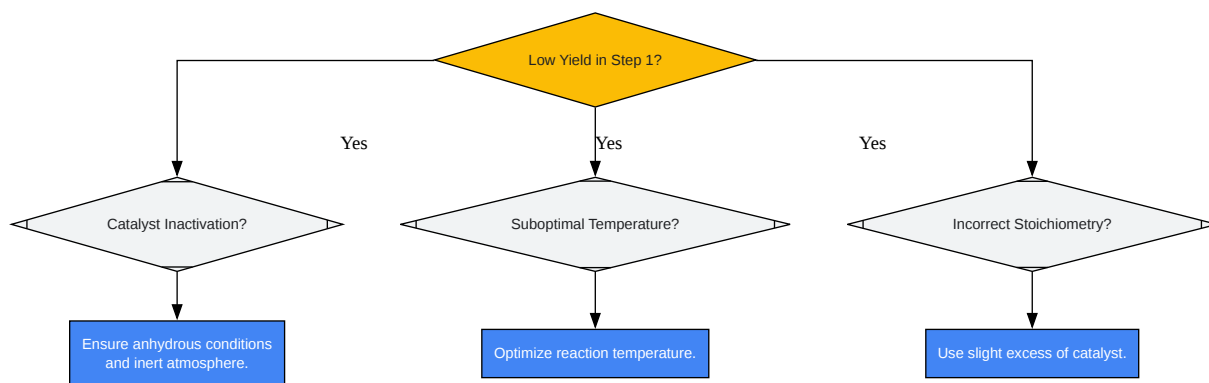 Low Yield in Step 1?
Yes
Yes
Yes
Catalyst Inactivation?
Suboptimal Temperature?
Incorrect Stoichiometry?
Ensure anhydrous conditions
and inert atmosphere.
Optimize reaction temperature.
Use slight excess of catalyst.